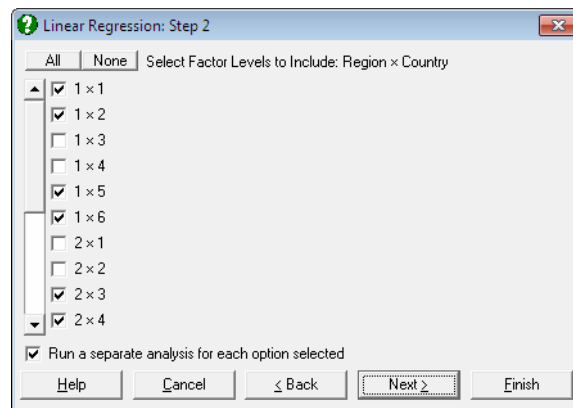 Linear Regression: Step 2
All None Select Factor Levels to Include: Region × Country
1 × 1
1 × 2
1 × 3
1 × 4
1 × 5
1 × 6
2 × 1
2 × 2
2 × 3
2 × 4
Run a separate analysis for each option selected
Help Cancel < Back Next > Finish